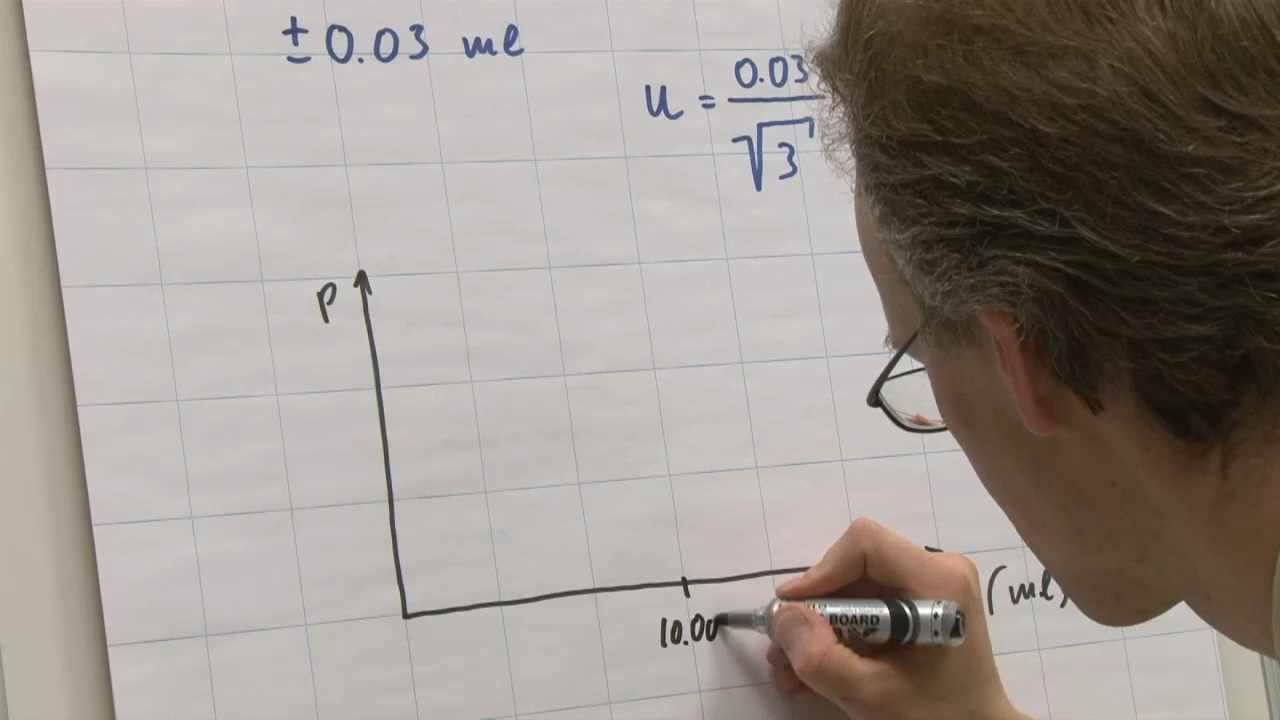 ± 0.03 ml
u = 0.03
√3
p
(ml)
10.00
BOARD